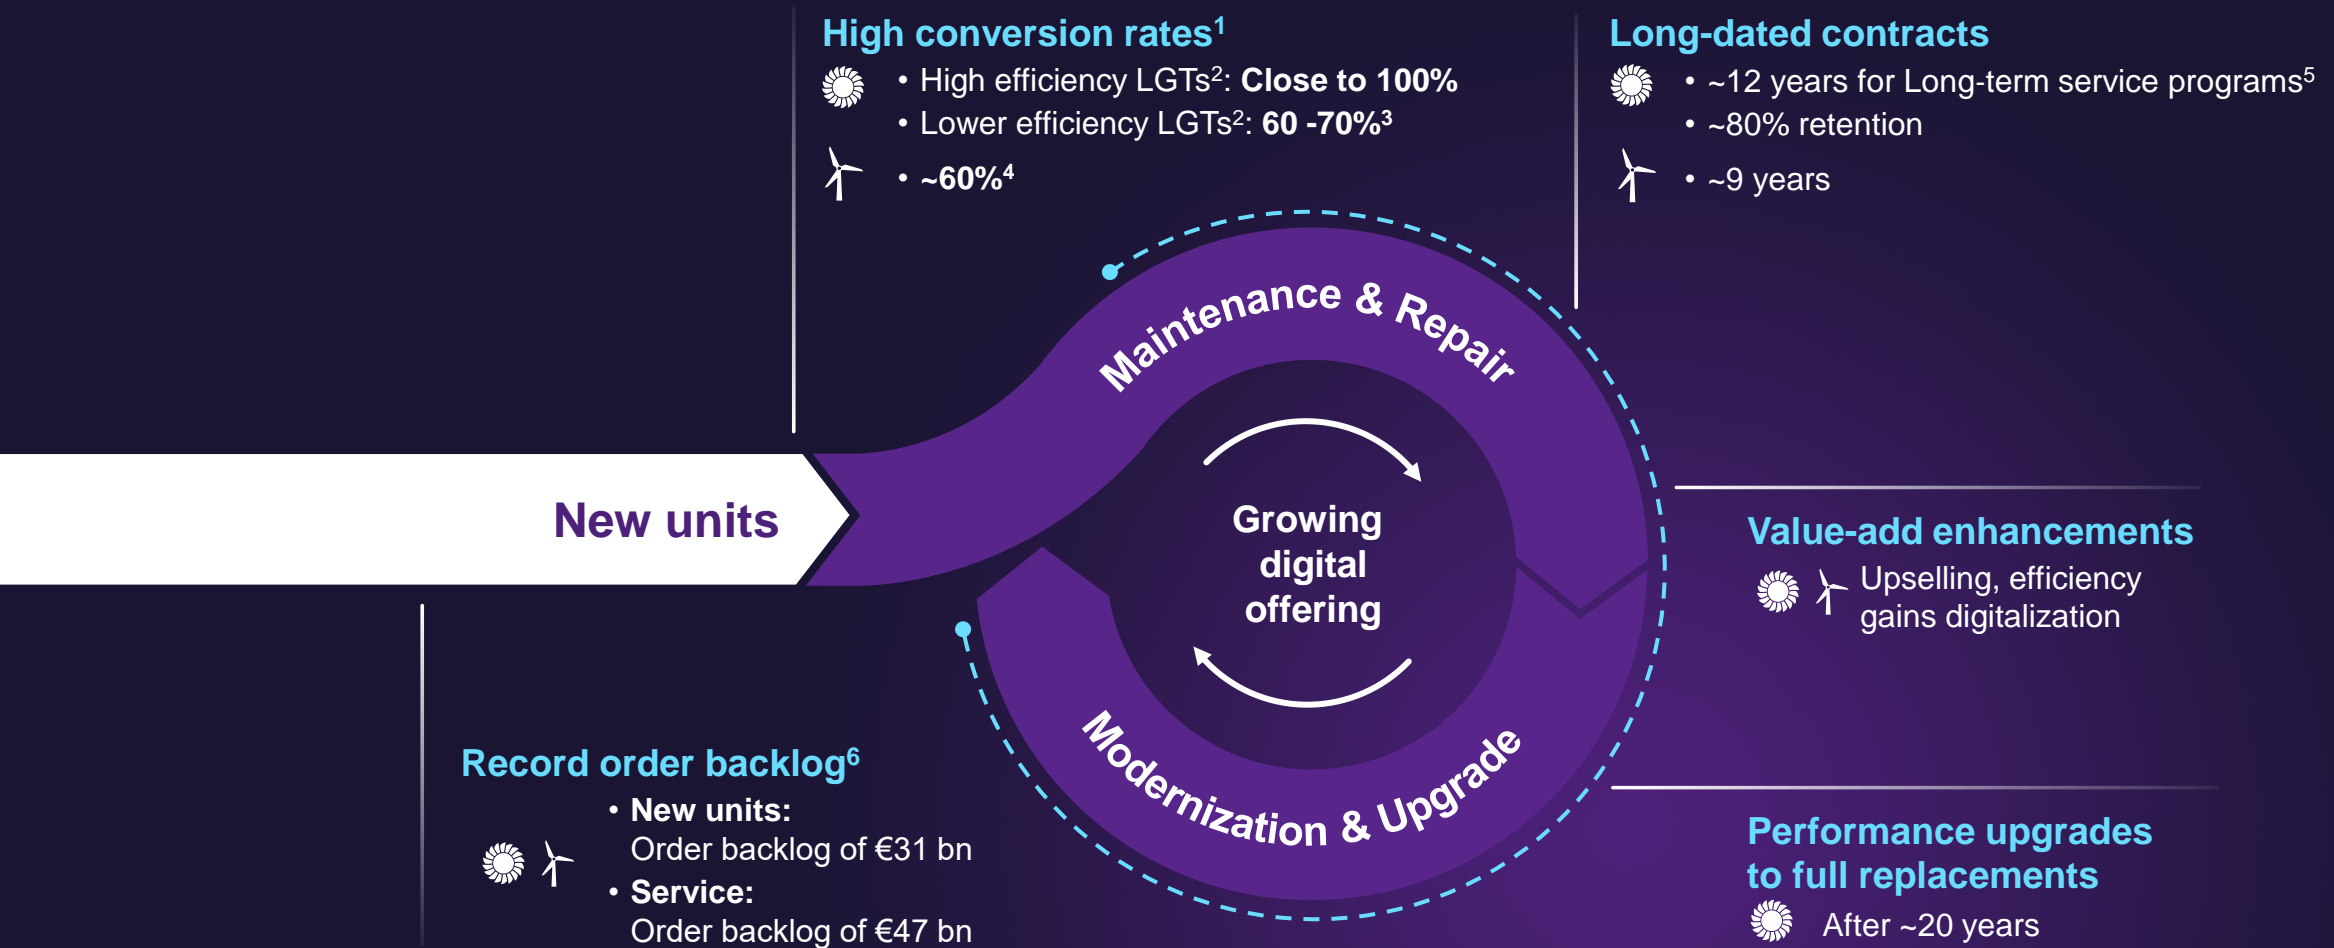 High conversion rates¹
• High efficiency LGTs²: Close to 100%
• Lower efficiency LGTs²: 60 -70%³
• ~60%⁴
Long-dated contracts
• ~12 years for Long-term service programs⁵
• ~80% retention
• ~9 years
Maintenance & Repair
New units
Growing
digital
offering
Value-add enhancements
Upselling, efficiency
gains digitalization
Modernization & Upgrade
Record order backlog⁶
• New units:
Order backlog of €31 bn
• Service:
Order backlog of €47 bn
Performance upgrades
to full replacements
After ~20 years